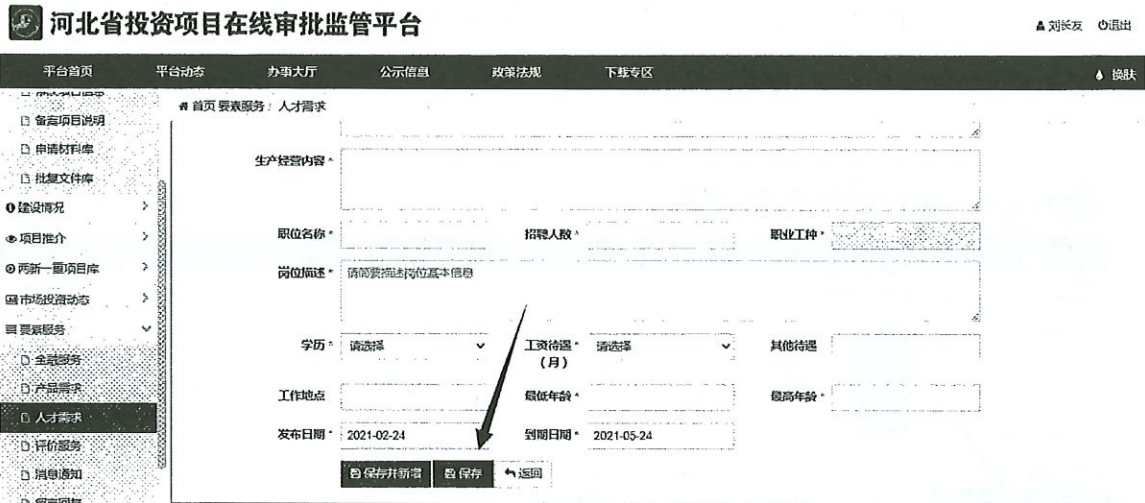 河北省投资项目在线审批监管平台
刘长友 退出
平台首页 平台动态 办事大厅 公示信息 政策法规 下载专区 换肤
首页 要素服务： 人才需求
备案项目说明
申请材料库
批复文件库
建设情况
项目推介
两新一重项目库
市场投资动态
要素服务
金融服务
产品需求
人才需求
评价服务
消息通知
留言回复
生产经营内容 *
职位名称 * 招聘人数 * 职业工种 *
岗位描述 * 请简要描述岗位基本信息
学历 * 请选择 工资待遇 * 请选择 其他待遇
（月）
工作地点 最低年龄 * 最高年龄 *
发布日期 * 2021-02-24 到期日期 * 2021-05-24
保存并新增 保存 返回